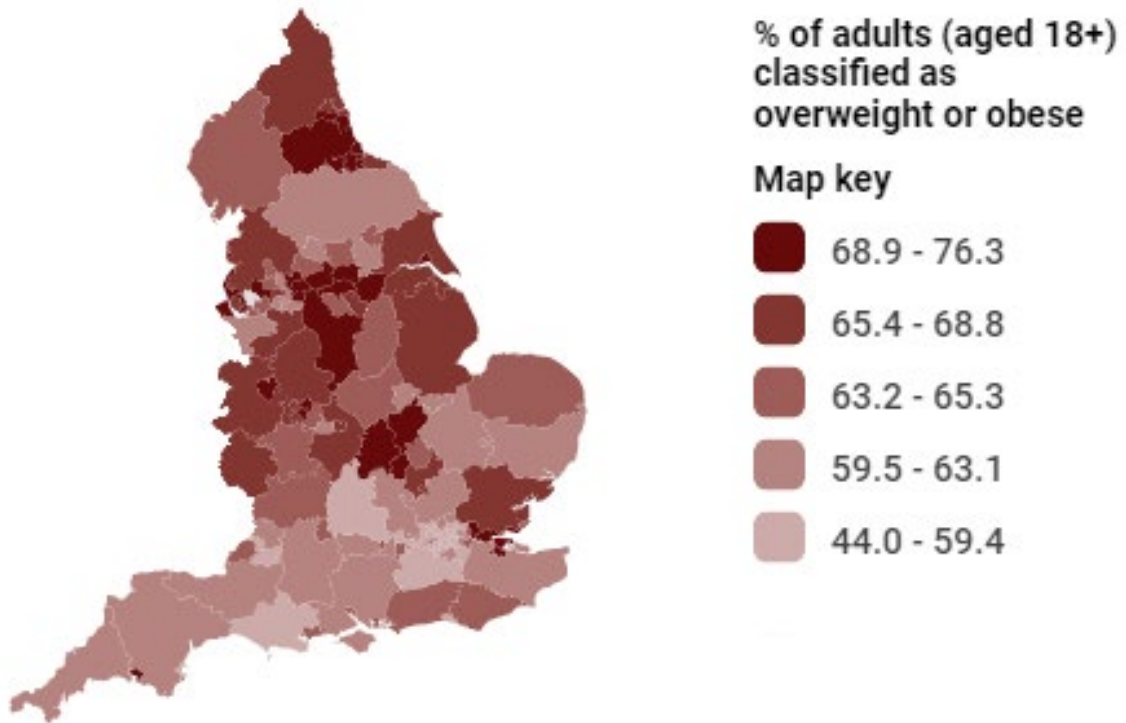 % of adults (aged 18+)
classified as
overweight or obese
Map key
68.9 - 76.3
65.4 - 68.8
63.2 - 65.3
59.5 - 63.1
44.0 - 59.4